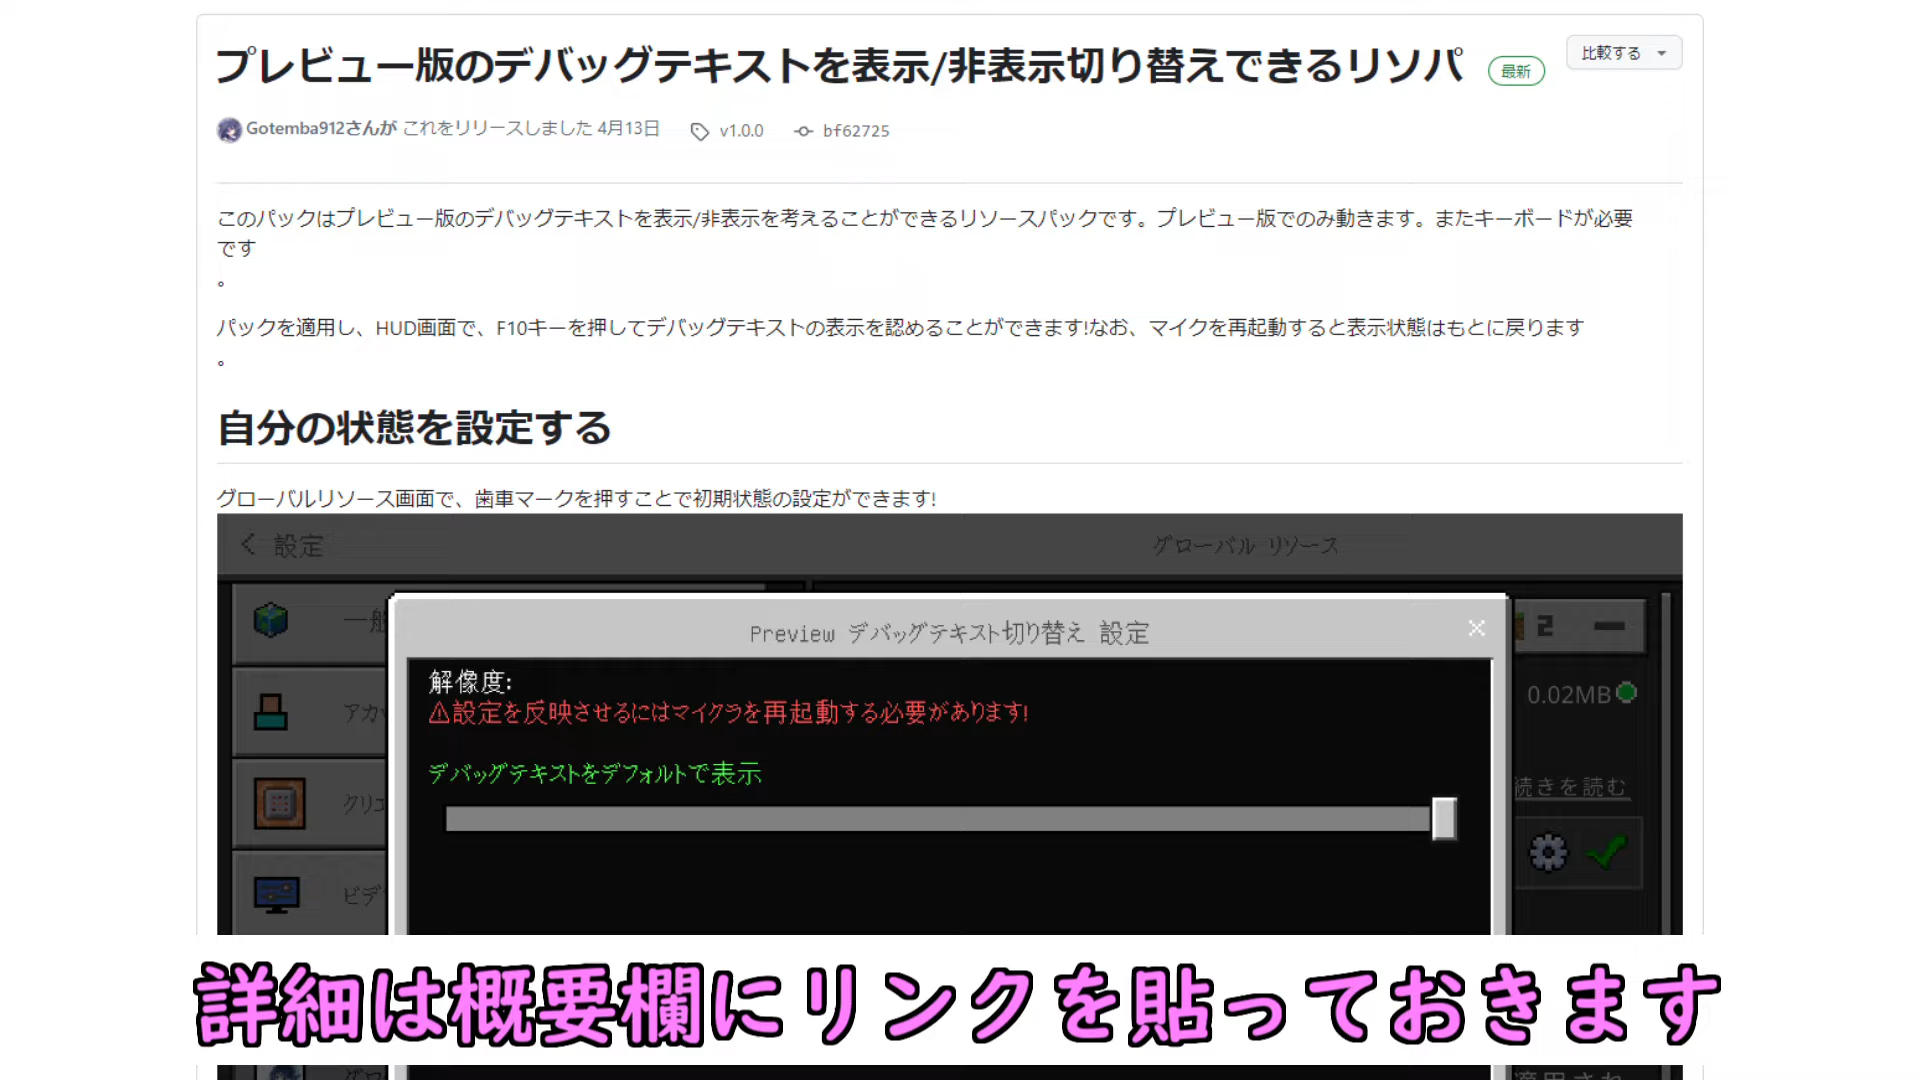 プレビュー版のデバッグテキストを表示/非表示切り替えできるリソパ
最新
比較する
Gotemba912さんが これをリリースしました 4月13日
v1.0.0
bf62725
このパックはプレビュー版のデバッグテキストを表示/非表示を考えることができるリソースパックです。プレビュー版でのみ動きます。またキーボードが必要
です
。
パックを適用し、HUD画面で、F10キーを押してデバッグテキストの表示を認めることができます!なお、マイクを再起動すると表示状態はもとに戻ります
。
自分の状態を設定する
グローバルリソース画面で、歯車マークを押すことで初期状態の設定ができます!
設定
グローバル リソース
一般
アカ
クリエ
ビデ
Preview デバッグテキスト切り替え 設定
2
解像度:
⚠設定を反映させるにはマイクラを再起動する必要があります!
0.02MB
デバッグテキストをデフォルトで表示
続きを読む
詳細は概要欄にリンクを貼っておきます
グロ